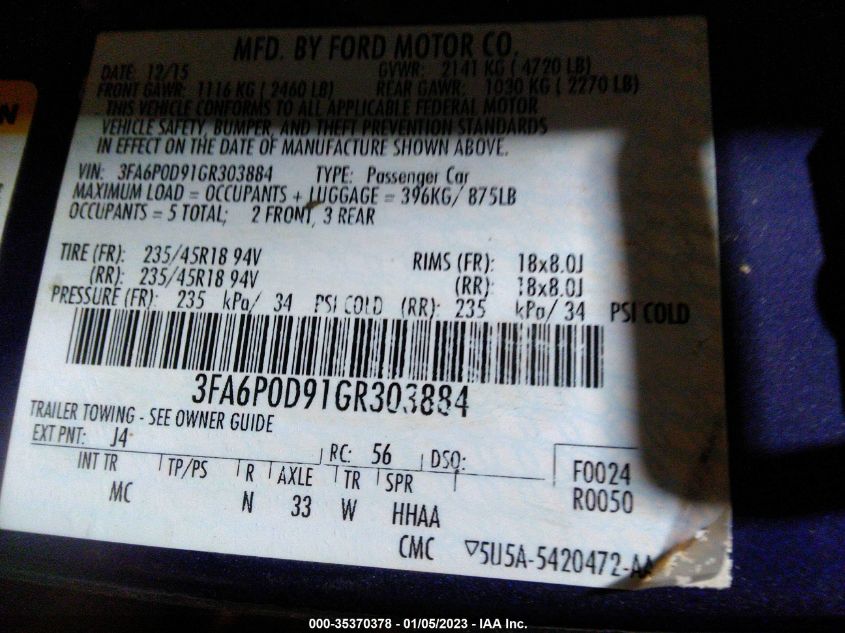 MFD. BY FORD MOTOR CO.
DATE: 12/15 GVWR: 2141 KG ( 4720 LB)
FRONT GAWR: 1116 KG ( 2460 LB) REAR GAWR: 1030 KG ( 2270 LB)
THIS VEHICLE CONFORMS TO ALL APPLICABLE FEDERAL MOTOR
VEHICLE SAFETY, BUMPER, AND THEFT PREVENTION STANDARDS
IN EFFECT ON THE DATE OF MANUFACTURE SHOWN ABOVE.
VIN: 3FA6P0D91GR303884 TYPE: Passenger Car
MAXIMUM LOAD = OCCUPANTS + LUGGAGE = 396KG/ 875LB
OCCUPANTS = 5 TOTAL; 2 FRONT, 3 REAR
TIRE (FR): 235/45R18 94V RIMS (FR): 18x8.0J
(RR): 235/45R18 94V (RR): 18x8.0J
PRESSURE (FR): 235 kPa/ 34 PSI COLD (RR): 235 kPa/ 34 PSI COLD
3FA6P0D91GR303884
TRAILER TOWING - SEE OWNER GUIDE
EXT PNT: J4 RC: 56 DSO:
INT TR TP/PS R AXLE TR SPR F0024
MC N 33 W HHAA R0050
CMC ▽5U5A-5420472-AA
000-35370378 - 01/05/2023 - IAA Inc.